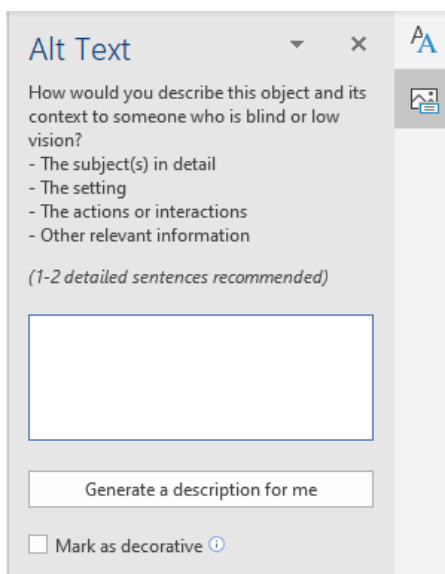 Alt Text
How would you describe this object and its
context to someone who is blind or low
vision?
- The subject(s) in detail
- The setting
- The actions or interactions
- Other relevant information
(1-2 detailed sentences recommended)
Generate a description for me
Mark as decorative